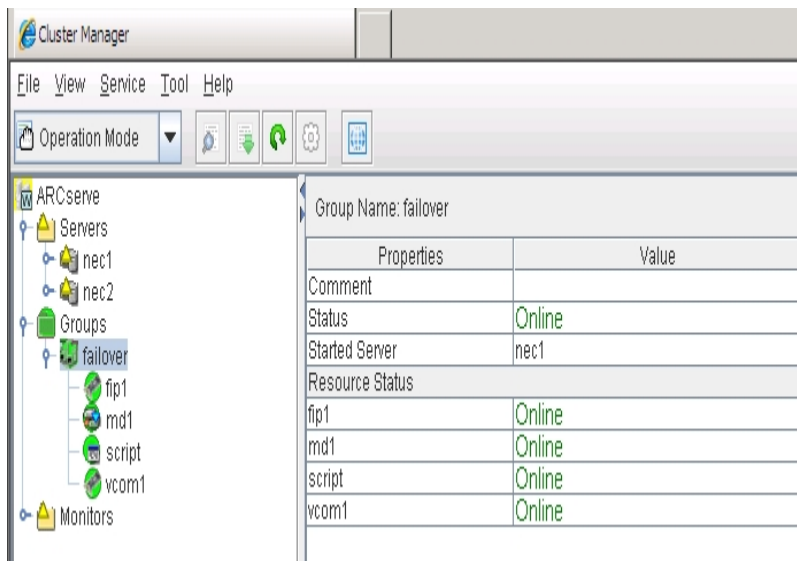 Cluster Manager
File View Service Tool Help
Operation Mode
ARCserve
Servers
nec1
nec2
Groups
failover
fip1
md1
script
vcom1
Monitors
Group Name: failover
Properties Value
Comment
Status Online
Started Server nec1
Resource Status
fip1 Online
md1 Online
script Online
vcom1 Online